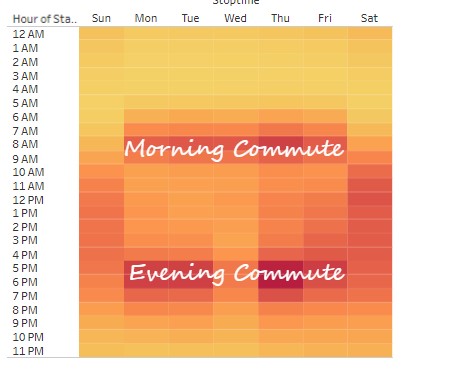 Stoptime
Hour of Sta.. Sun Mon Tue Wed Thu Fri Sat
12 AM
1 AM
2 AM
3 AM
4 AM
5 AM
6 AM
7 AM
8 AM Morning Commute
9 AM
10 AM
11 AM
12 PM
1 PM
2 PM
3 PM
4 PM
5 PM Evening Commute
6 PM
7 PM
8 PM
9 PM
10 PM
11 PM